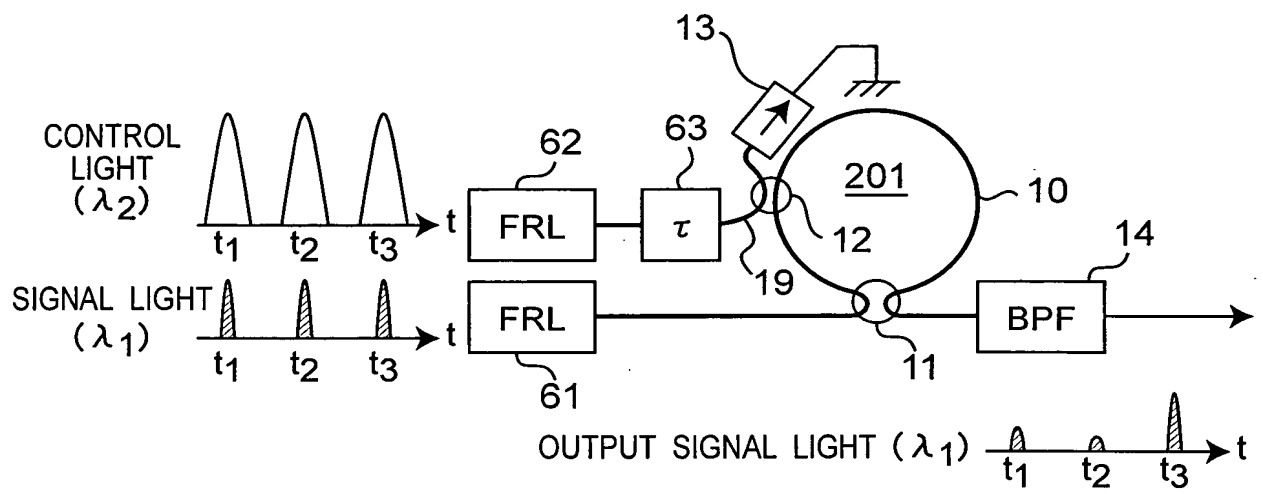 13
CONTROL
LIGHT
(λ2)
t
t1 t2 t3
62
FRL
63
τ
19
12
201
10
14
BPF
SIGNAL LIGHT
(λ1)
t
t1 t2 t3
FRL
61
11
OUTPUT SIGNAL LIGHT (λ1)
t
t1 t2 t3